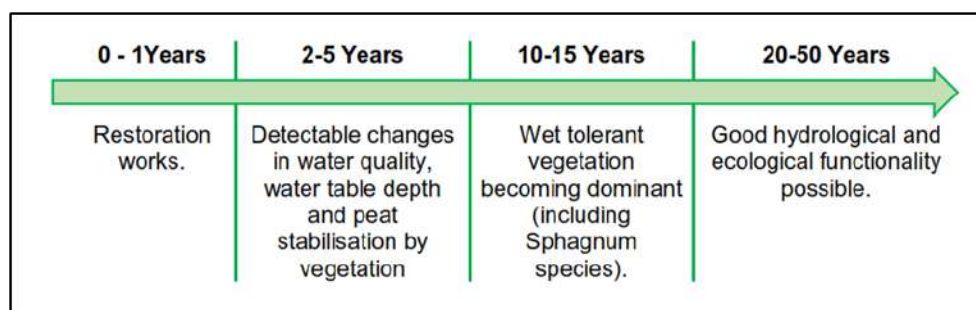 0 - 1Years
2-5 Years
10-15 Years
20-50 Years
Restoration
works.
Detectable changes
in water quality,
water table depth
and peat
stabilisation by
vegetation
Wet tolerant
vegetation
becoming dominant
(including
Sphagnum
species).
Good hydrological and
ecological functionality
possible.